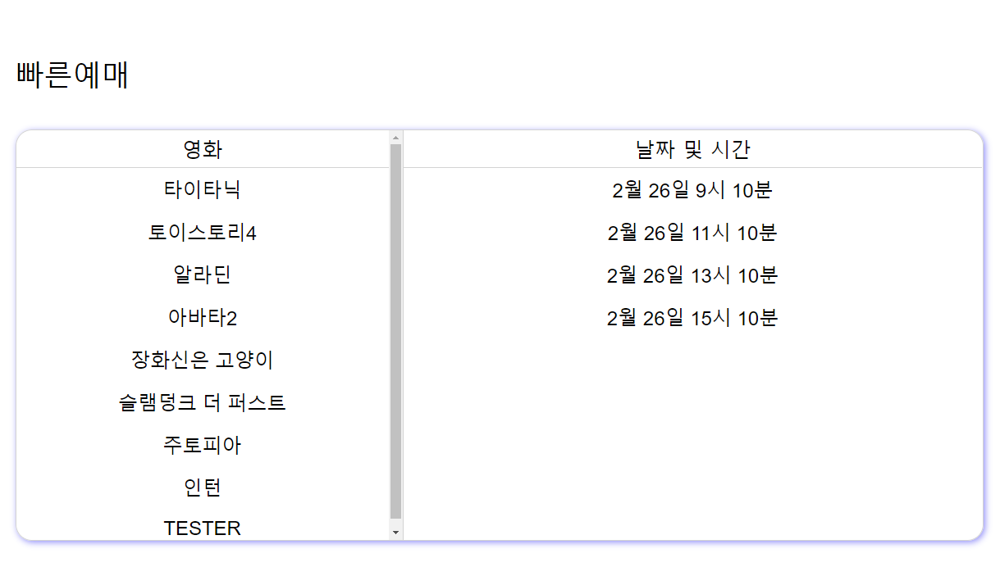 빠른예매
영화
타이타닉
토이스토리4
알라딘
아바타2
장화신은 고양이
슬램덩크 더 퍼스트
주토피아
인턴
TESTER
날짜 및 시간
2월 26일 9시 10분
2월 26일 11시 10분
2월 26일 13시 10분
2월 26일 15시 10분